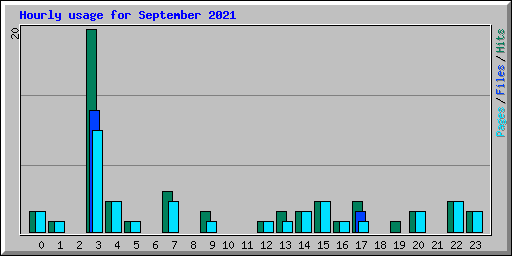 Hourly usage for September 2021
20
Pages/Files/Hits
0 1 2 3 4 5 6 7 8 9 10 11 12 13 14 15 16 17 18 19 20 21 22 23